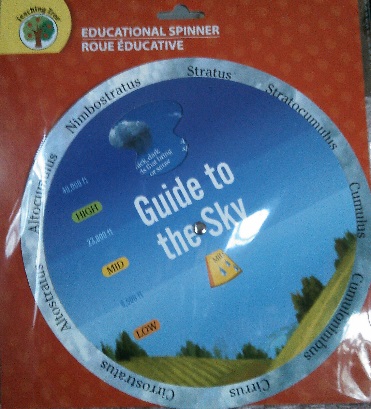 Teaching Tree
EDUCATIONAL SPINNER
ROUE ÉDUCATIVE
Stratus
Stratocumulus
Cumulus
Cumulonimbus
Cirrus
Cirrostratus
Altostratus
Altocumulus
Nimbostratus
Guide to
the Sky
HIGH
MID
LOW